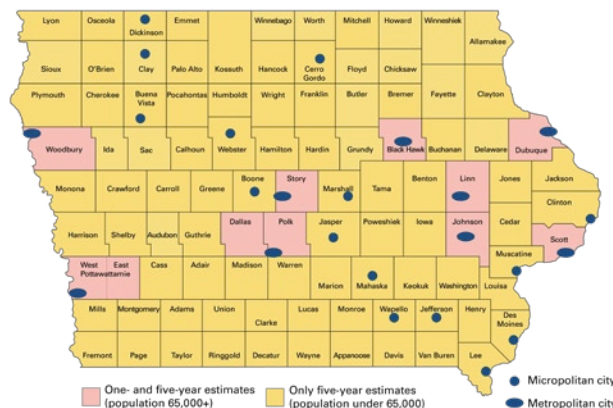 Lyon Osceola Dickinson Emmet Winnebago Worth Mitchell Howard Winneshiek Allamakee
Sioux O'Brien Clay Palo Alto Kossuth Hancock Cerro Gordo Floyd Chickasaw
Plymouth Cherokee Buena Vista Pocahontas Humboldt Wright Franklin Butler Bremer Fayette Clayton
Woodbury Ida Sac Calhoun Webster Hamilton Hardin Grundy Black Hawk Buchanan Delaware Dubuque
Monona Crawford Carroll Greene Boone Story Marshall Tama Benton Linn Jones Jackson
Clinton
Harrison Shelby Audubon Guthrie Dallas Polk Jasper Poweshiek Iowa Johnson Cedar Scott
Muscatine
West East
Pottawattamie Cass Adair Madison Warren Marion Mahaska Keokuk Washington Louisa
Mills Montgomery Adams Union Clarke Lucas Monroe Wapello Jefferson Henry Des Moines
Fremont Page Taylor Ringgold Decatur Wayne Appanoose Davis Van Buren Lee
One- and five-year estimates
(population 65,000+)
Only five-year estimates
(population under 65,000)
Micropolitan city
Metropolitan city